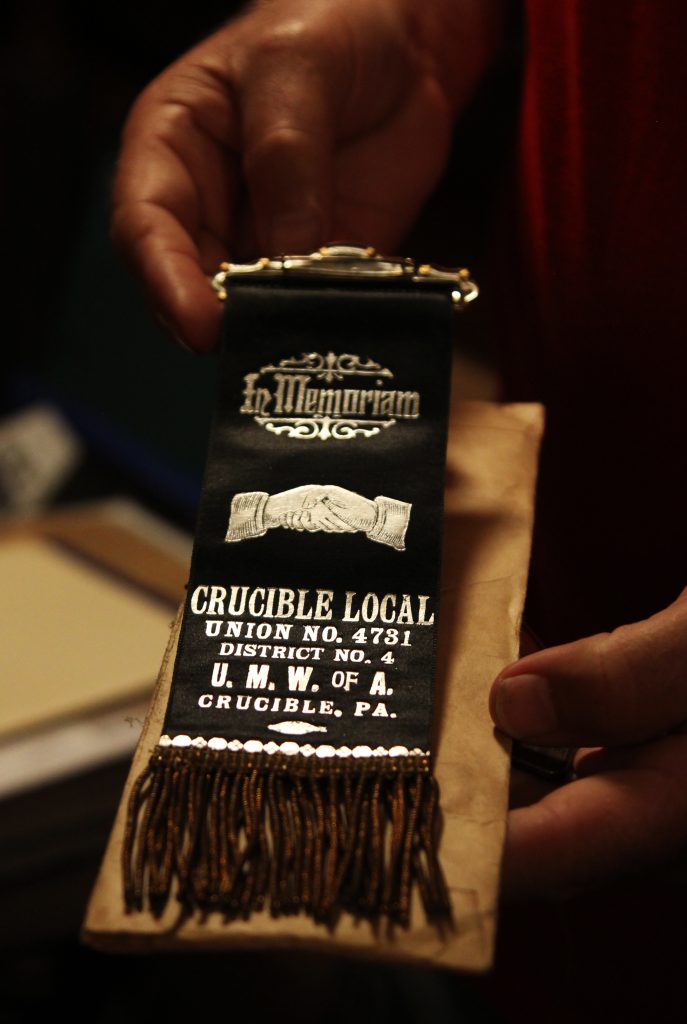 In Memoriam
CRUCIBLE LOCAL
UNION NO. 4731
DISTRICT NO. 4
U. M. W. OF A.
CRUCIBLE, PA.